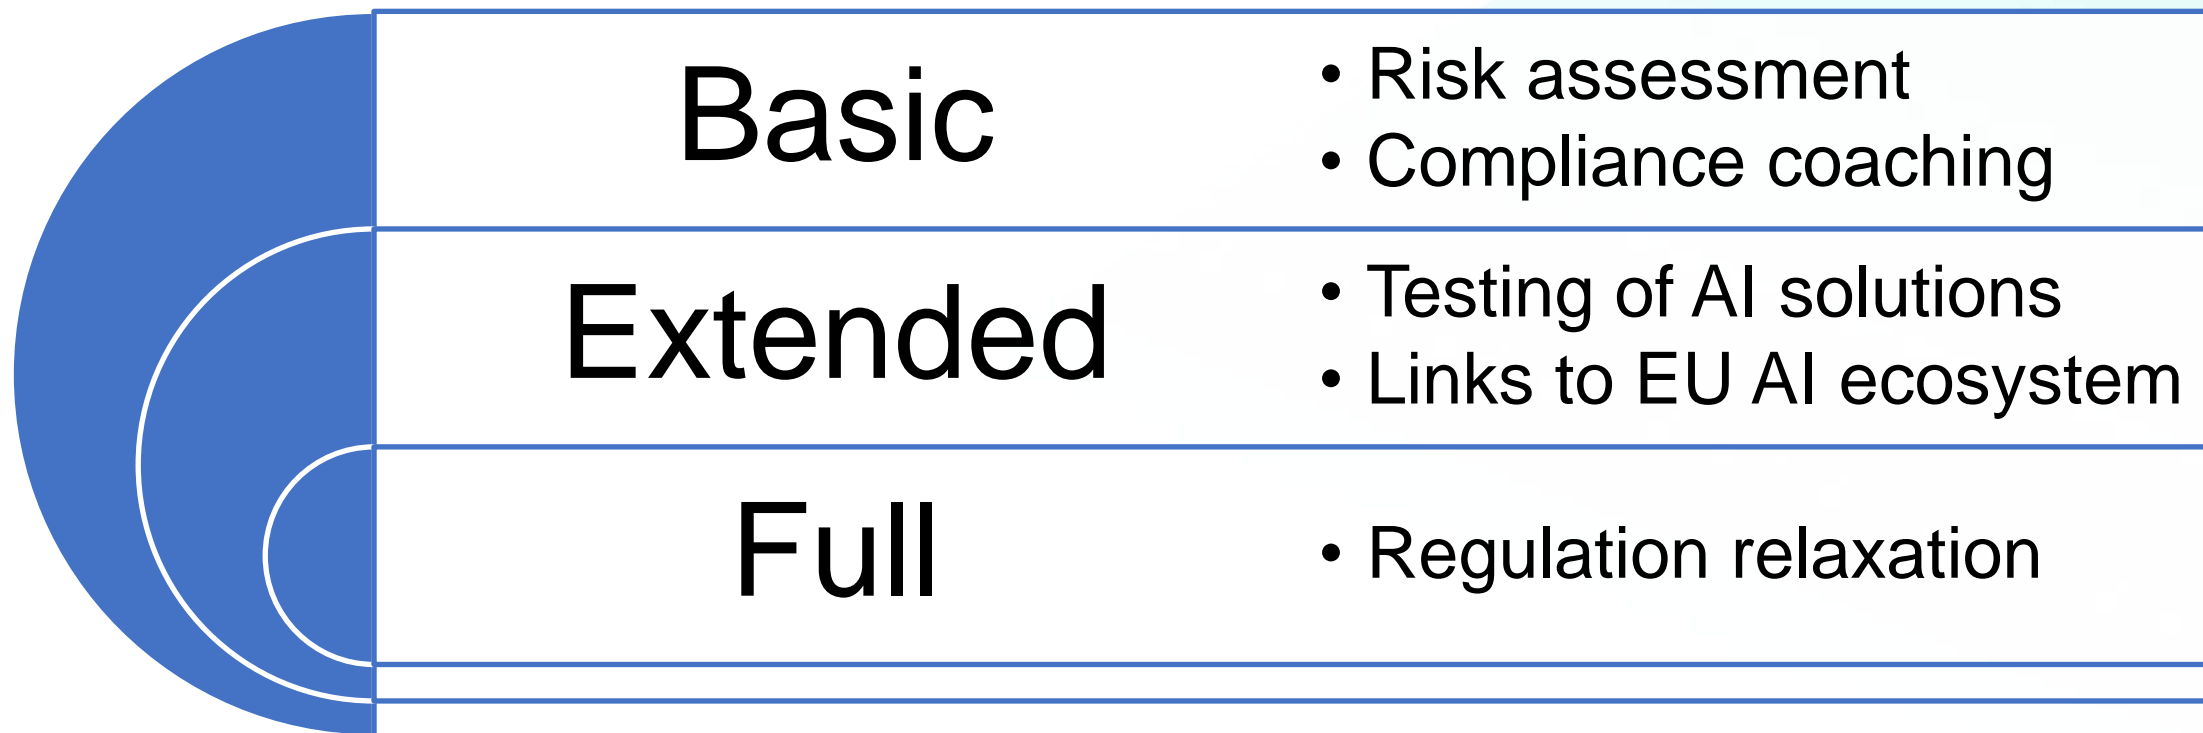 Basic
• Risk assessment
• Compliance coaching
Extended
• Testing of AI solutions
• Links to EU AI ecosystem
Full
• Regulation relaxation